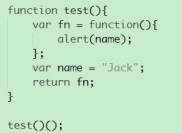 function test(){
    var fn = function(){
        alert(name);
    };
    var name = "Jack";
    return fn;
}

test()();